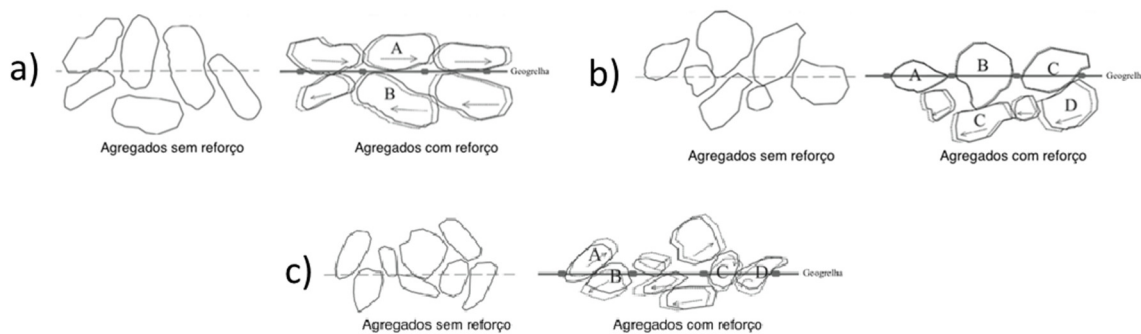 a)
A
B
Geogrelha
Agregados sem reforço
Agregados com reforço
b)
A
B
C
C
D
Geogrelh
Agregados sem reforço
Agregados com reforço
c)
A
B
C
D
Geogrelha
Agregados sem reforço
Agregados com reforço